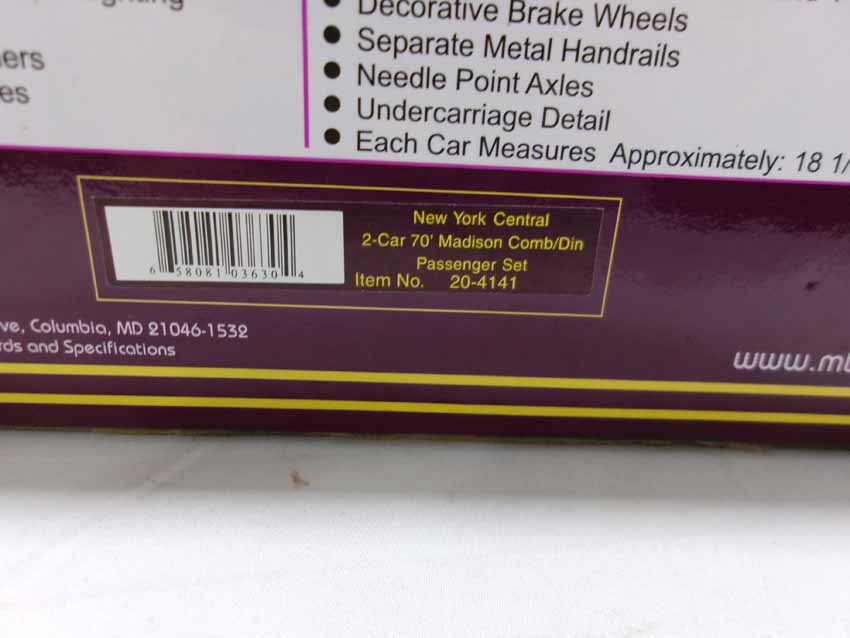 ers
es
• Decorative Brake Wheels
• Separate Metal Handrails
• Needle Point Axles
• Undercarriage Detail
• Each Car Measures Approximately: 18 1/
6 58081 03630 4
New York Central
2-Car 70' Madison Comb/Din
Passenger Set
Item No. 20-4141
ve, Columbia, MD 21046-1532
rds and Specifications
www.mt